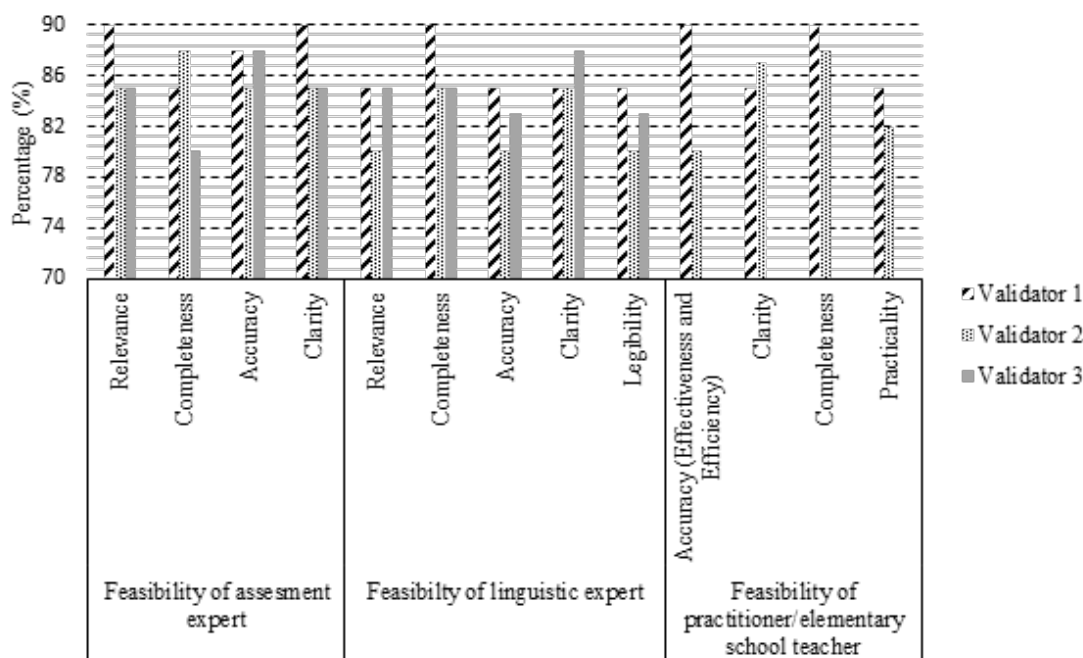 Percentage (%)
90
86
82
78
74
70
Relevance
Completeness
Accuracy
Clarity
Relevance
Completeness
Accuracy
Clarity
Legibility
Accuracy (Effectiveness and
Efficiency)
Clarity
Completeness
Practicality
Feasibility of assesment
expert
Feasibilty of linguistic expert
Feasibility of
practitioner/elementary
school teacher
Validator 1
Validator 2
Validator 3